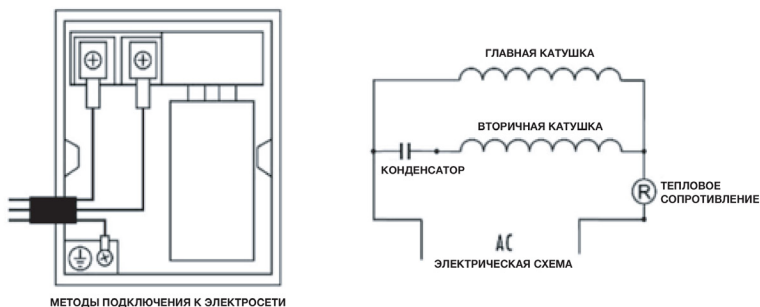 ГЛАВНАЯ КАТУШКА
ВТОРИЧНАЯ КАТУШКА
КОНДЕНСАТОР
R
ТЕПЛОВОЕ
СОПРОТИВЛЕНИЕ
AC
ЭЛЕКТРИЧЕСКАЯ СХЕМА
МЕТОДЫ ПОДКЛЮЧЕНИЯ К ЭЛЕКТРОСЕТИ